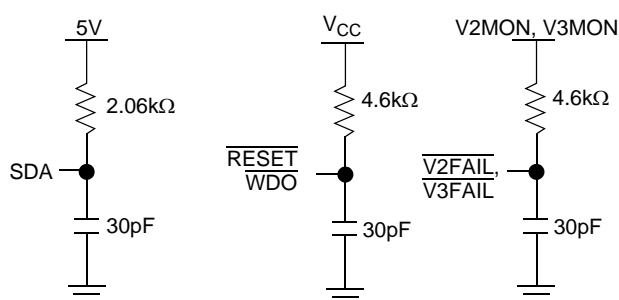 5V
2.06kΩ
SDA
30pF
VCC
4.6kΩ
RESET
WDO
30pF
V2MON, V3MON
4.6kΩ
V2FAIL,
V3FAIL
30pF